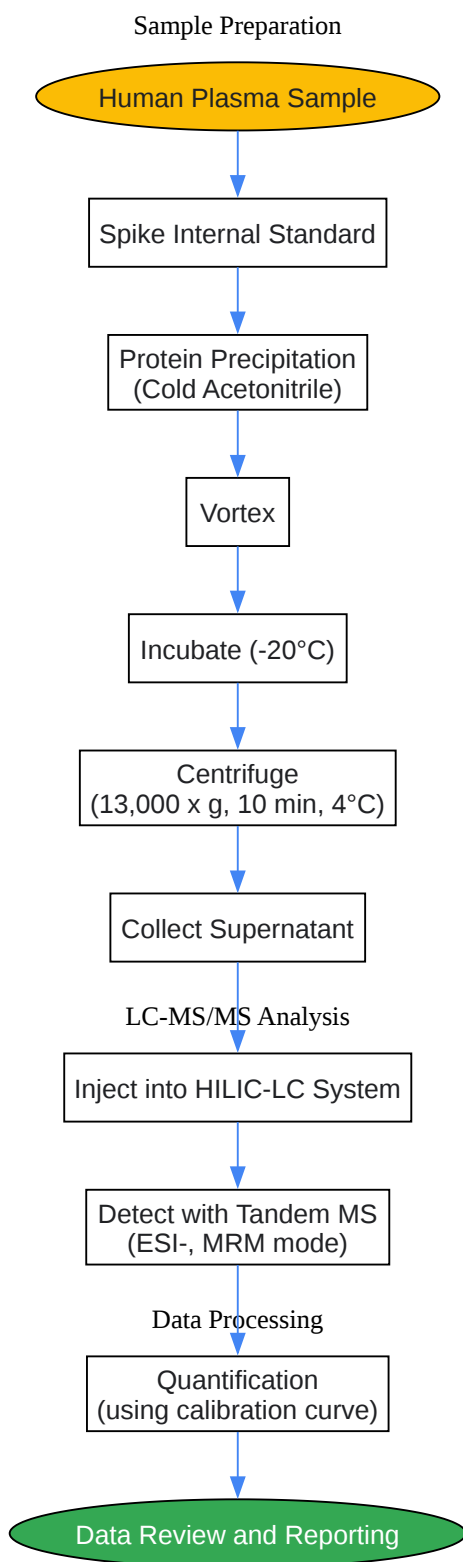 Sample Preparation
Human Plasma Sample
Spike Internal Standard
Protein Precipitation
(Cold Acetonitrile)
Vortex
Incubate (-20°C)
Centrifuge
(13,000 x g, 10 min, 4°C)
Collect Supernatant
LC-MS/MS Analysis
Inject into HILIC-LC System
Detect with Tandem MS
(ESI-, MRM mode)
Data Processing
Quantification
(using calibration curve)
Data Review and Reporting